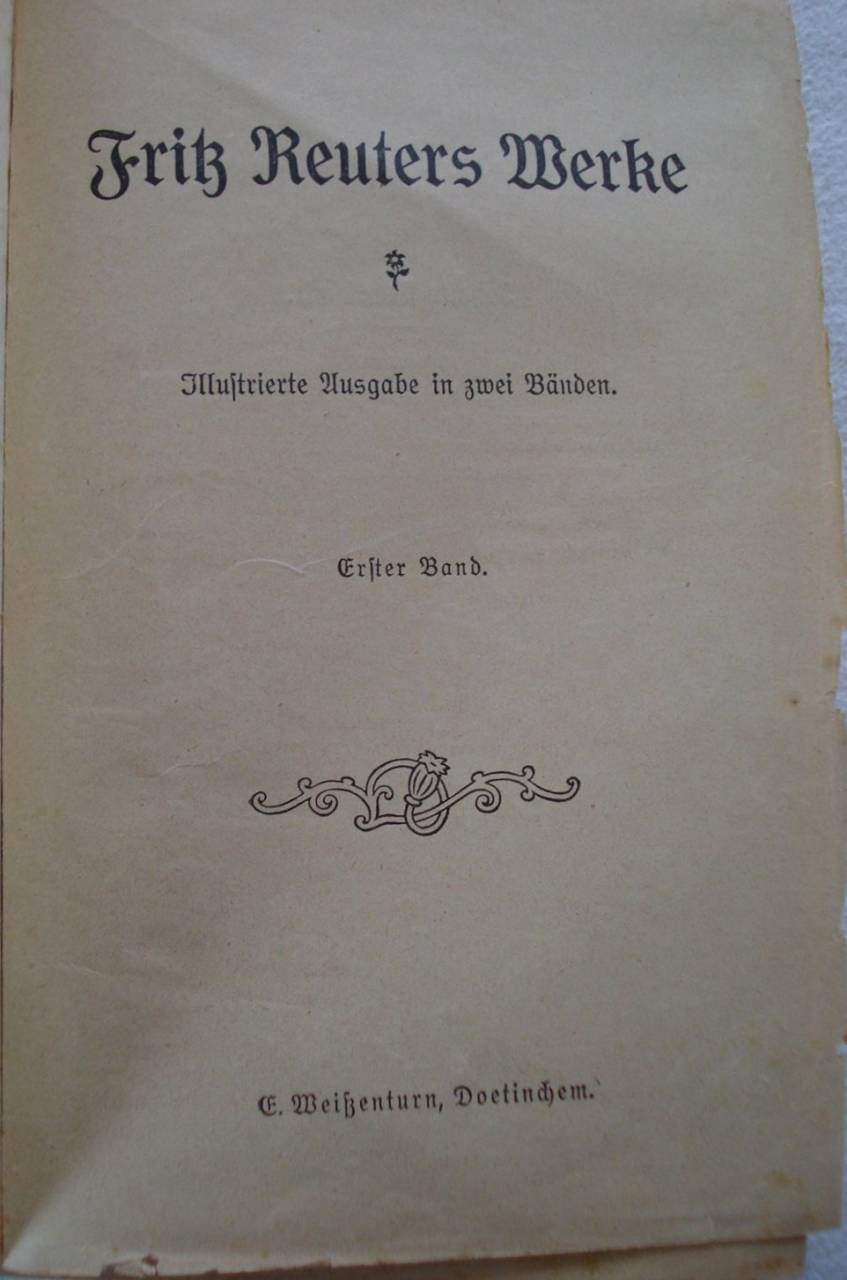 Fritz Reuters Werke
Illuſtrierte Ausgabe in zwei Bänden.
Erſter Band.
E. Weißenturn, Doetinchem.